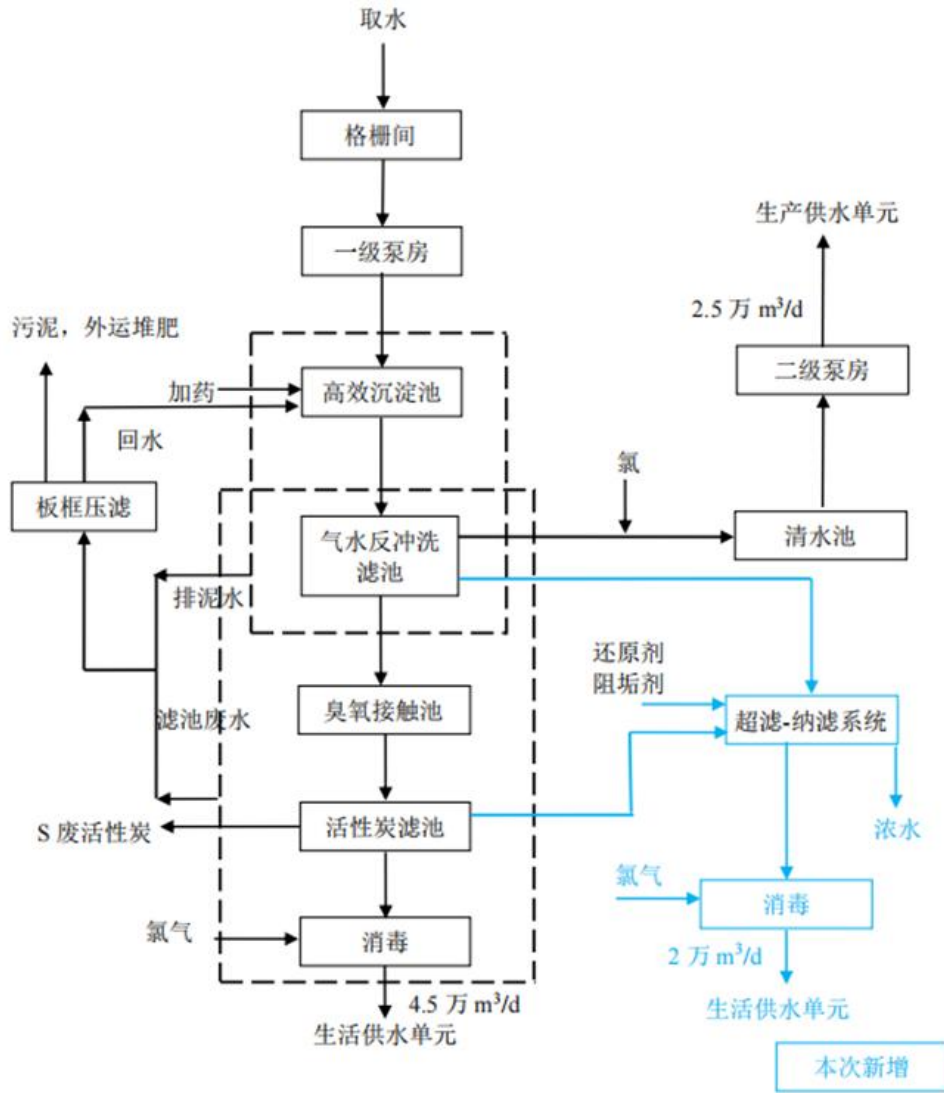 取水
格栅间
一级泵房
生产供水单元
2.5 万 m³/d
二级泵房
污泥，外运堆肥
加药
高效沉淀池
回水
板框压滤
氯
气水反冲洗
滤池
清水池
排泥水
还原剂
阻垢剂
臭氧接触池
超滤-纳滤系统
滤池废水
S 废活性炭
活性炭滤池
浓水
氯气
消毒
氯气
消毒
2 万 m³/d
4.5 万 m³/d
生活供水单元
生活供水单元
本次新增